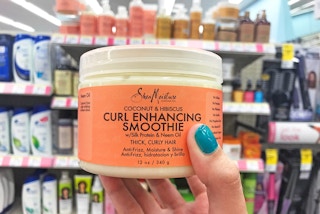 SheaMoisture
COCONUT & HIBISCUS
CURL ENHANCING
SMOOTHIE
w/Silk Protein & Neem Oil
THICK, CURLY HAIR
Anti-Frizz, Moisture & Shine
Anti-Frizz, hidratación y brillo
12 oz / 340 g